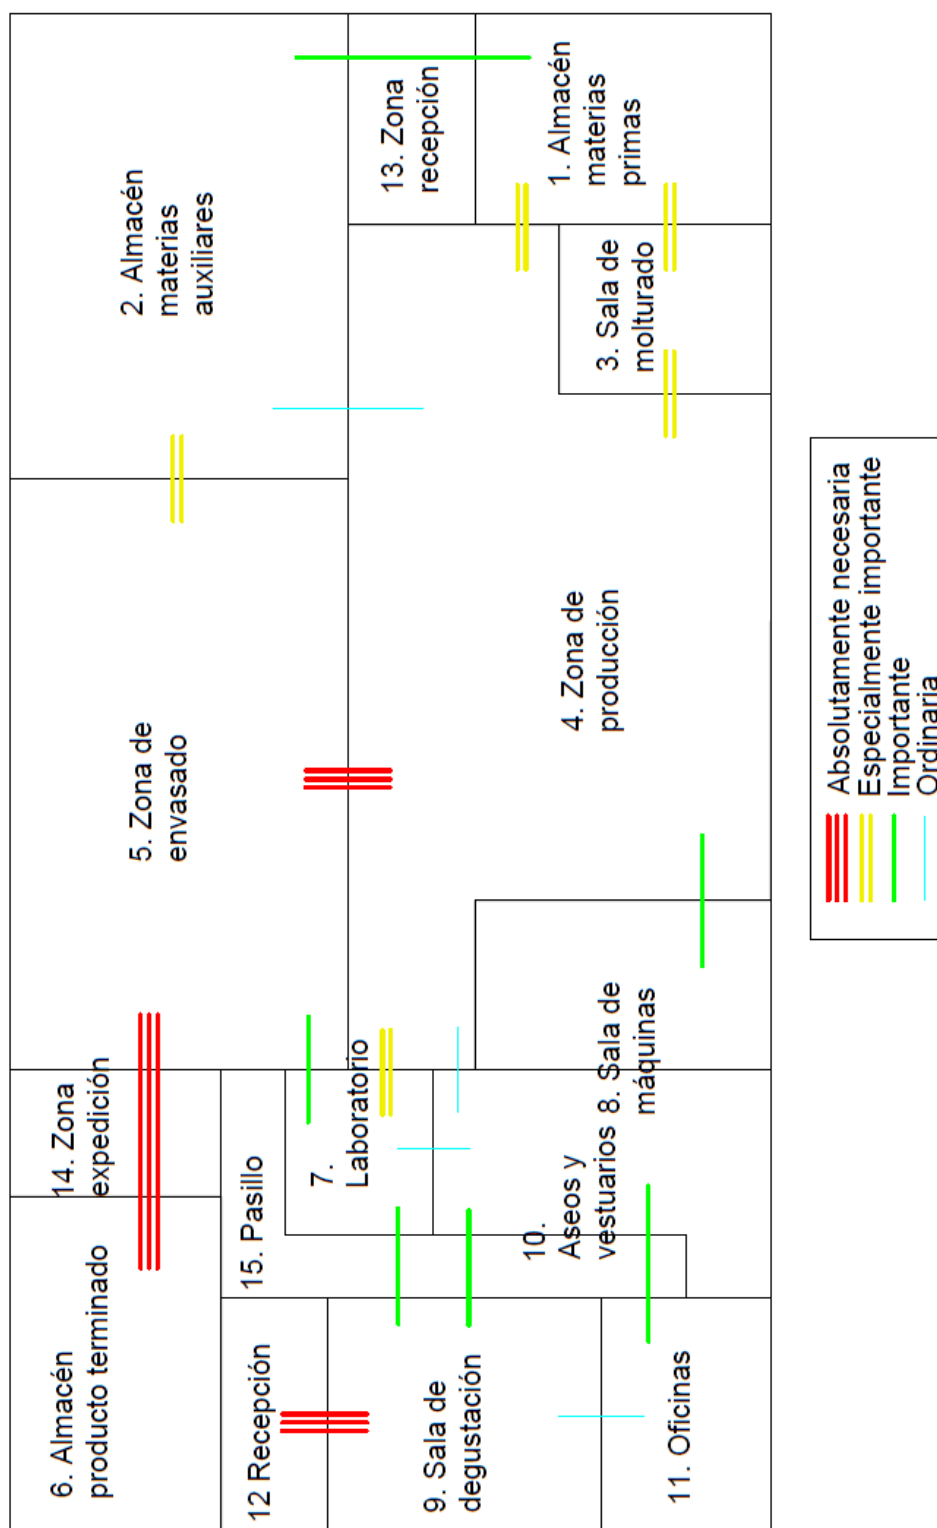 6. Almacén
producto terminado
14. Zona
expedición
5. Zona de
envasado
2. Almacén
materias
auxiliares
12 Recepción
15. Pasillo
7.
Laboratorio
13. Zona
recepción
9. Sala de
degustación
10.
Aseos y
vestuarios
8. Sala de
máquinas
4. Zona de
producción
3. Sala de
molturado
1. Almacén
materias
primas
11. Oficinas
Absolutamente necesaria
Especialmente importante
Importante
Ordinaria